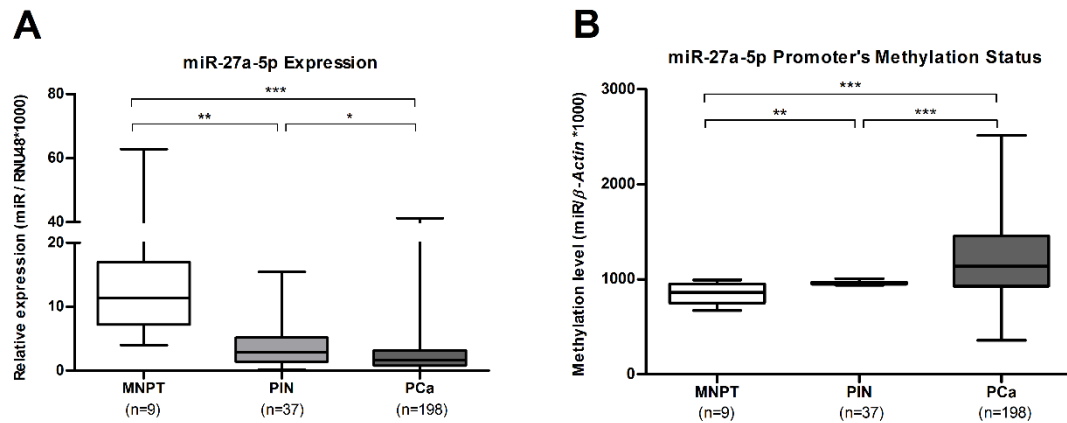 A
miR-27a-5p Expression
Relative expression (miR / RNU48*1000)
80
60
40
20
10
0
***
**
*
MNPT
PIN
PCa
(n=9)
(n=37)
(n=198)
B
miR-27a-5p Promoter's Methylation Status
Methylation level (miR/β-Actin *1000)
3000
2000
1000
0
***
**
***
MNPT
PIN
PCa
(n=9)
(n=37)
(n=198)